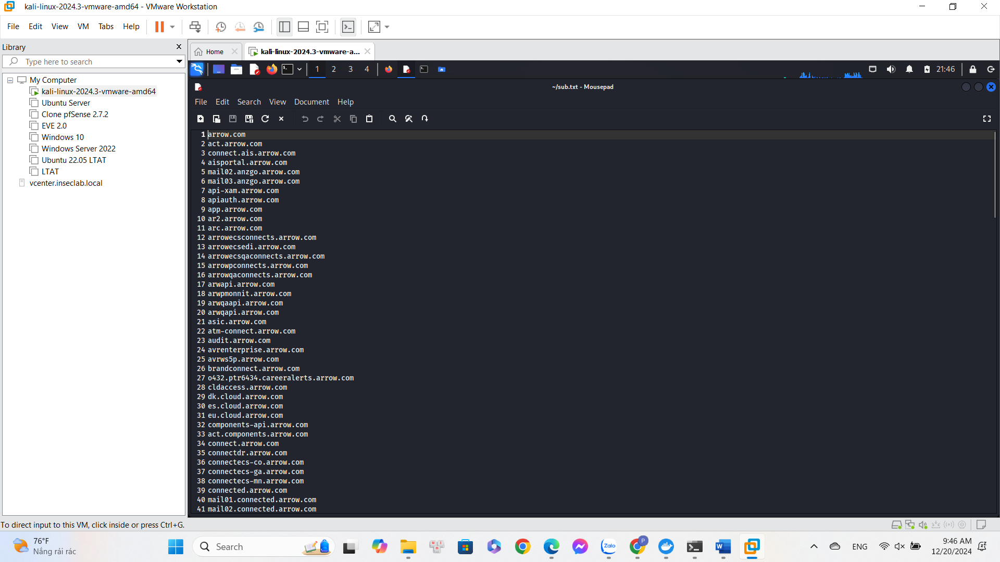 kali-linux-2024.3-vmware-amd64 - VMware Workstation
File Edit View VM Tabs Help
Library
Type here to search
My Computer
kali-linux-2024.3-vmware-amd64
Ubuntu Server
Clone pfSense 2.7.2
EVE 2.0
Windows 10
Windows Server 2022
Ubuntu 22.05 LTAT
LTAT
vcenter.inseclab.local
Home
kali-linux-2024.3-vmware-a...
1 2 3 4
21:46
~/sub.txt - Mousepad
File Edit Search View Document Help
1 arrow.com
2 act.arrow.com
3 connect.ais.arrow.com
4 aisportal.arrow.com
5 mail02.anzgo.arrow.com
6 mail03.anzgo.arrow.com
7 api-xam.arrow.com
8 apiauth.arrow.com
9 app.arrow.com
10 ar2.arrow.com
11 arc.arrow.com
12 arrowecsconnects.arrow.com
13 arrowecsedi.arrow.com
14 arrowecsqaconnects.arrow.com
15 arrowpconnects.arrow.com
16 arrowqaconnects.arrow.com
17 arwapi.arrow.com
18 arwpmonnit.arrow.com
19 arwqaapi.arrow.com
20 arwqapi.arrow.com
21 asic.arrow.com
22 atm-connect.arrow.com
23 audit.arrow.com
24 avrenterprise.arrow.com
25 avrws5p.arrow.com
26 brandconnect.arrow.com
27 o432.ptr6434.careeralerts.arrow.com
28 cldaccess.arrow.com
29 dk.cloud.arrow.com
30 es.cloud.arrow.com
31 eu.cloud.arrow.com
32 components-api.arrow.com
33 act.components.arrow.com
34 connect.arrow.com
35 connectdr.arrow.com
36 connectecs-co.arrow.com
37 connectecs-ga.arrow.com
38 connectecs-mn.arrow.com
39 connected.arrow.com
40 mail01.connected.arrow.com
41 mail02.connected.arrow.com
To direct input to this VM, click inside or press Ctrl+G.
76°F
Nắng rải rác
Search
Zalo
P
W
ENG
9:46 AM
12/20/2024